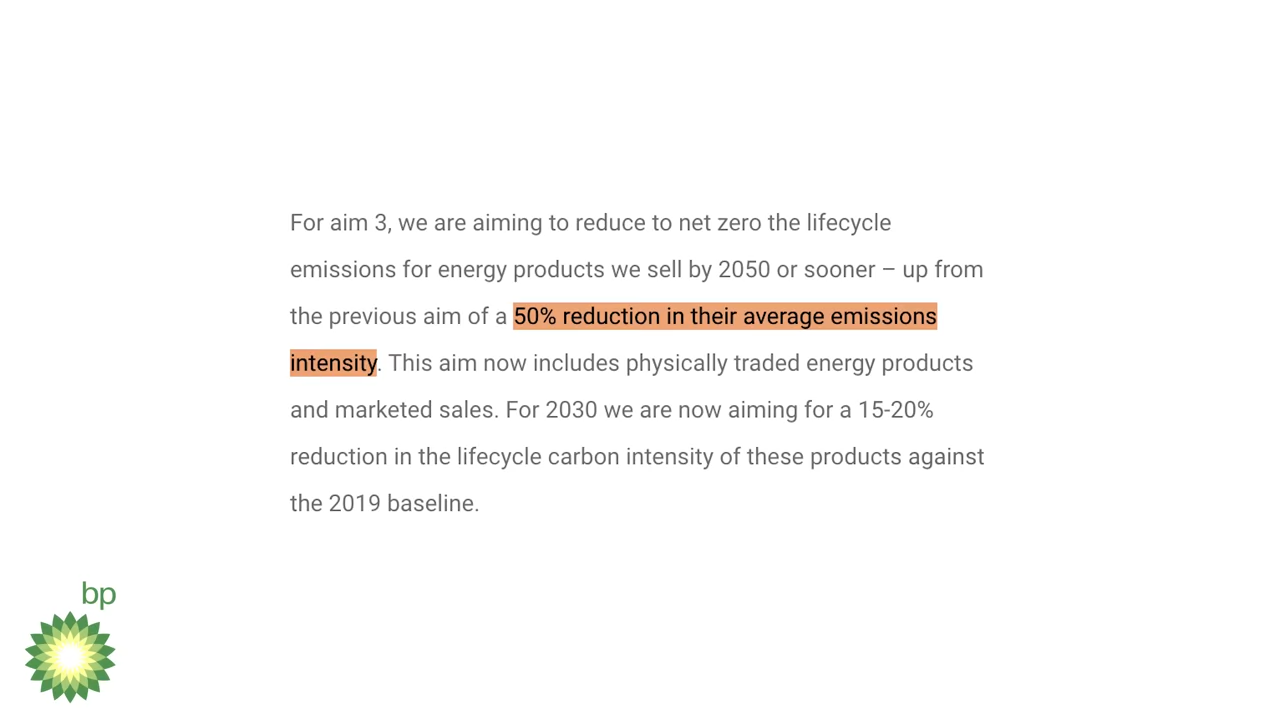 For aim 3, we are aiming to reduce to net zero the lifecycle
emissions for energy products we sell by 2050 or sooner – up from
the previous aim of a 50% reduction in their average emissions
intensity. This aim now includes physically traded energy products
and marketed sales. For 2030 we are now aiming for a 15-20%
reduction in the lifecycle carbon intensity of these products against
the 2019 baseline.
bp